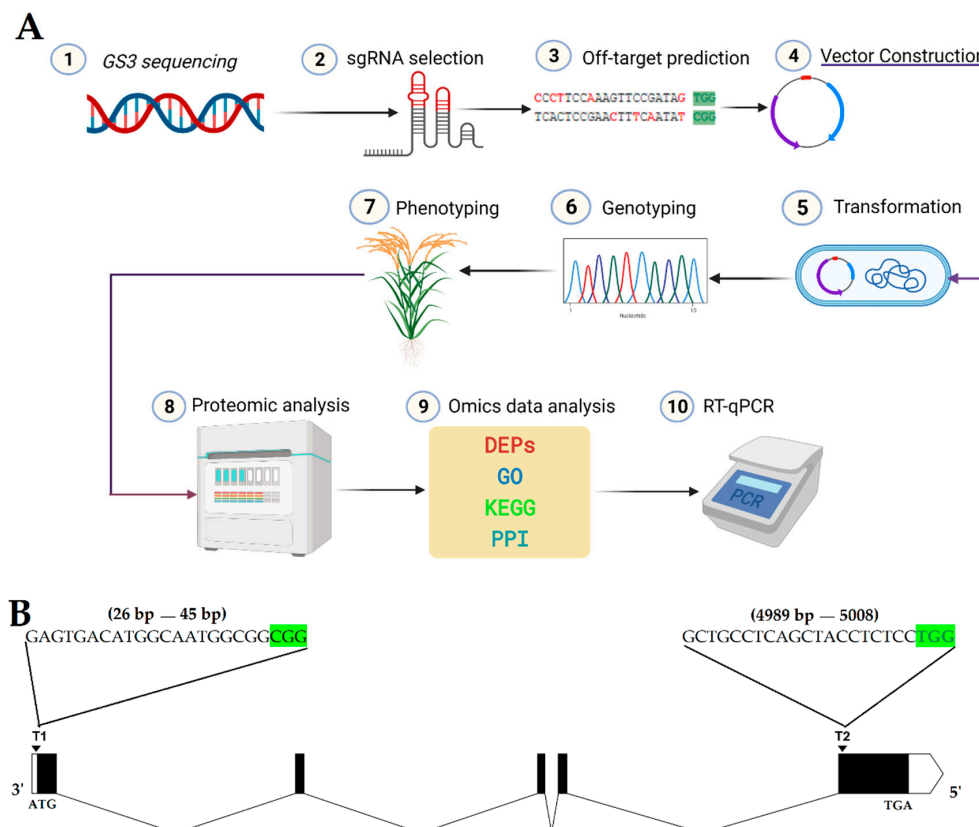 A
1 GS3 sequencing
2 sgRNA selection
3 Off-target prediction
4 Vector Construction
CCCTTCCAAAGTTCCGATAG TGG
TCACTCCGAACTTTCAATAT CGG
7 Phenotyping
6 Genotyping
5 Transformation
1 13
Nucleotide
8 Proteomic analysis
9 Omics data analysis
10 RT-qPCR
DEPs
GO
KEGG
PPI
PCR
B
(26 bp — 45 bp)
GAGTGACATGGCAATGGCGGCGG
(4989 bp — 5008)
GCTGCCTCAGCTACCTCTCCTGG
T1
T2
3'
5'
ATG
TGA